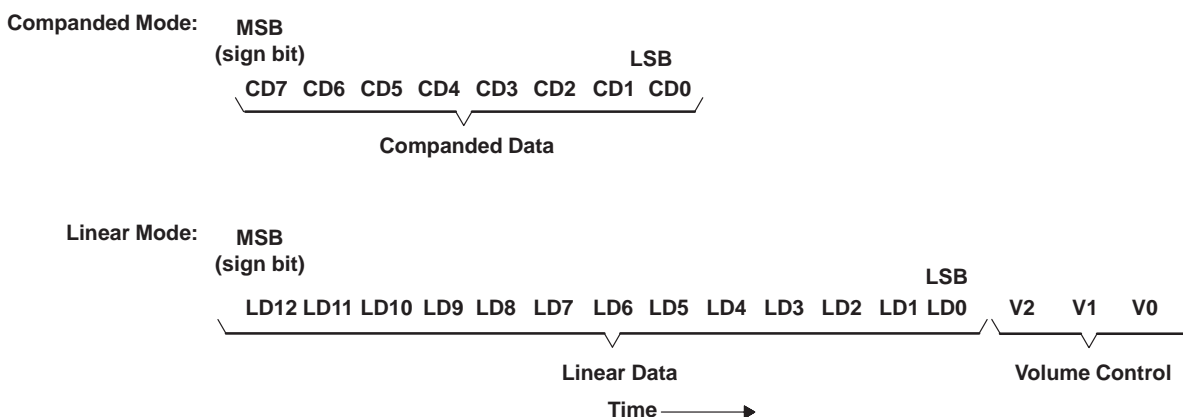 Companded Mode: MSB
(sign bit)
LSB
CD7 CD6 CD5 CD4 CD3 CD2 CD1 CD0
Companded Data
Linear Mode: MSB
(sign bit)
LSB
LD12 LD11 LD10 LD9 LD8 LD7 LD6 LD5 LD4 LD3 LD2 LD1 LD0 V2 V1 V0
Linear Data Volume Control
Time